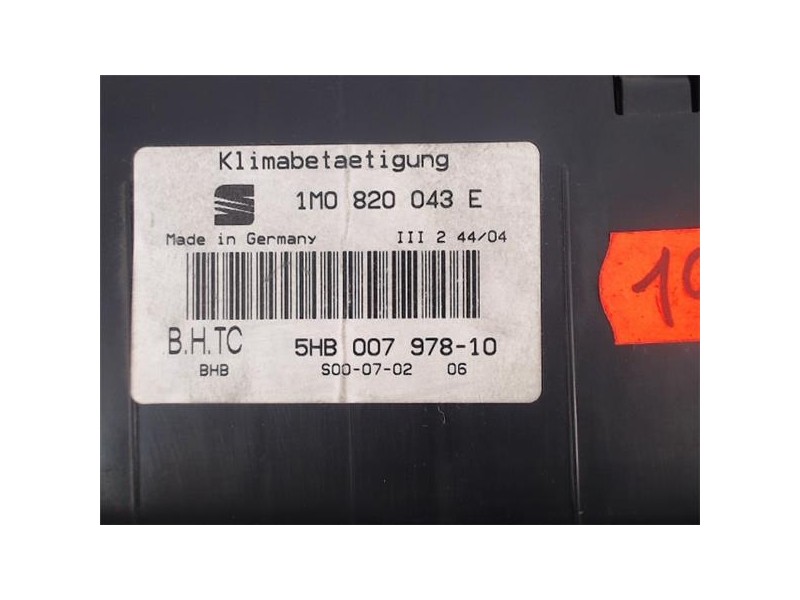 Klimabetaetigung
1M0 820 043 E
Made in Germany III 2 44/04
B.H.TC 5HB 007 978-10
BHB S00-07-02 06